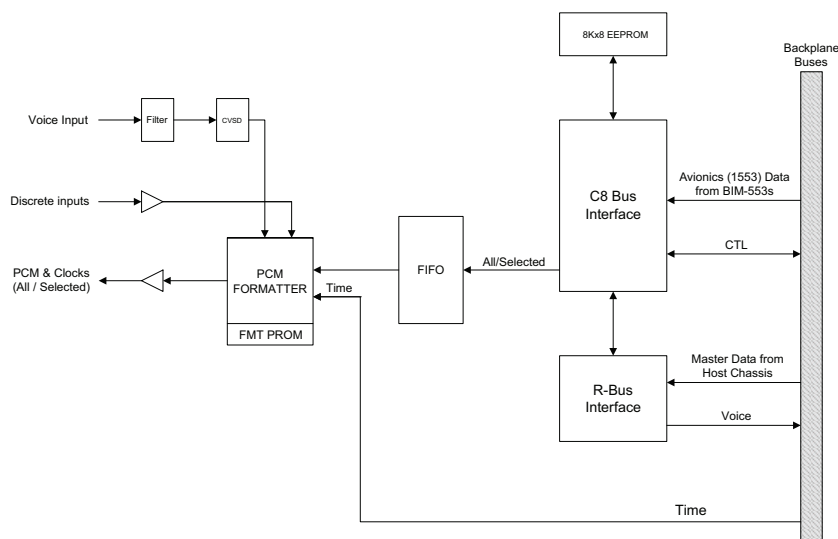 8Kx8 EEPROM
Backplane
Buses
Voice Input
Filter
CVSD
Discrete inputs
C8 Bus
Interface
Avionics (1553) Data
from BIM-553s
CTL
PCM & Clocks
(All / Selected)
PCM
FORMATTER
FMT PROM
Time
FIFO
All/Selected
R-Bus
Interface
Master Data from
Host Chassis
Voice
Time